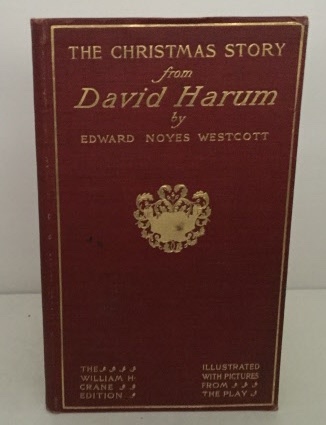 THE CHRISTMAS STORY
from
David Harum
by
EDWARD NOYES WESTCOTT
THE
WILLIAM H.
CRANE
EDITION
ILLUSTRATED
WITH PICTURES
FROM
THE PLAY